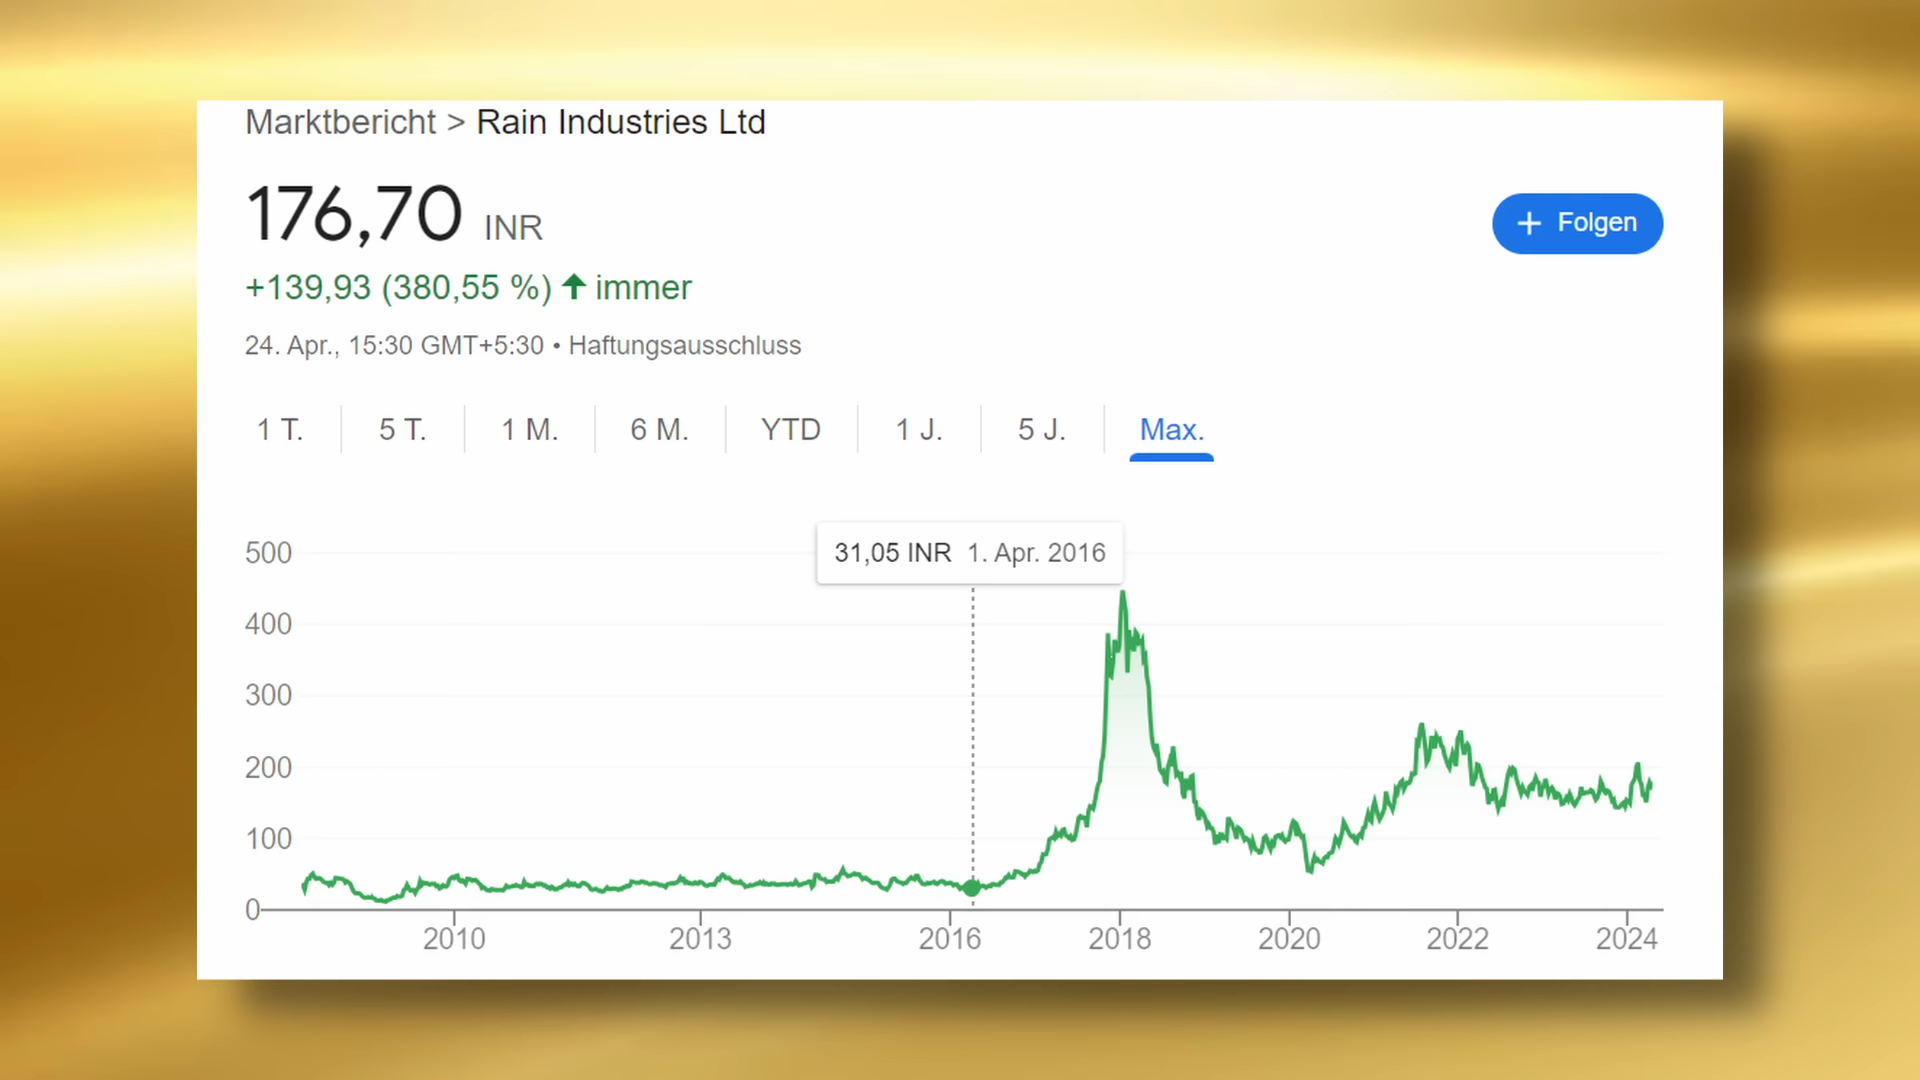 Marktbericht > Rain Industries Ltd
176,70 INR
+ Folgen
+139,93 (380,55 %) ↑ immer
24. Apr., 15:30 GMT+5:30 • Haftungsausschluss
1 T. 5 T. 1 M. 6 M. YTD 1 J. 5 J. Max.
31,05 INR 1. Apr. 2016
500
400
300
200
100
0
2010 2013 2016 2018 2020 2022 2024